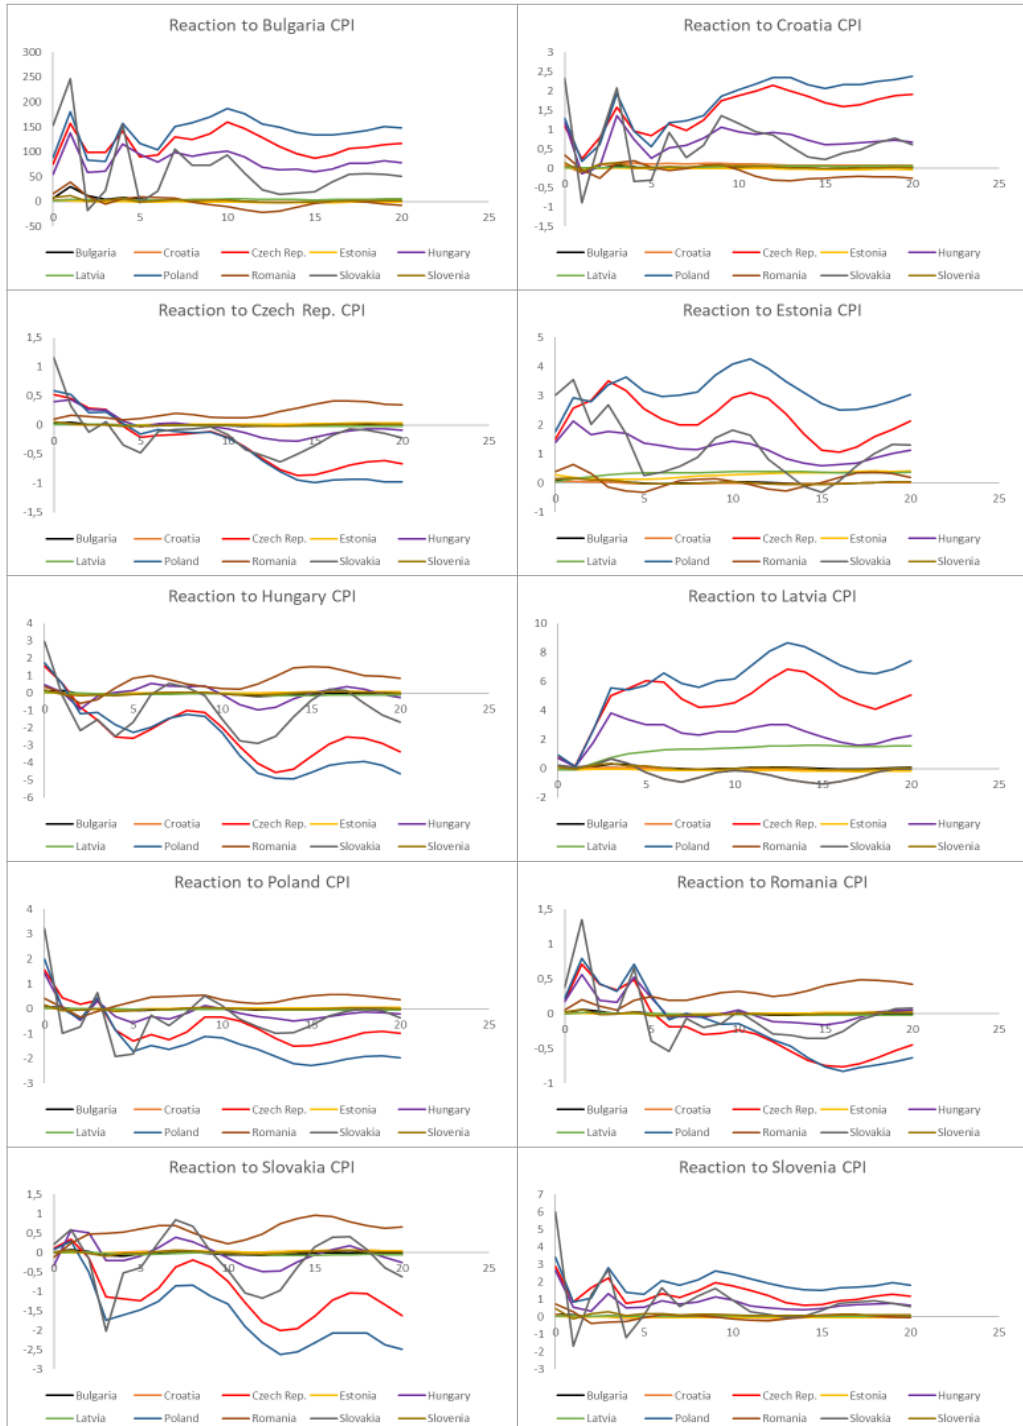 Reaction to Bulgaria CPI
300
250
200
150
100
50
0
-50
0 5 10 15 20 25
Bulgaria Croatia Czech Rep. Estonia Hungary
Latvia Poland Romania Slovakia Slovenia
Reaction to Croatia CPI
3
2,5
2
1,5
1
0,5
0
-0,5
-1
-1,5
0 5 10 15 20 25
Bulgaria Croatia Czech Rep. Estonia Hungary
Latvia Poland Romania Slovakia Slovenia
Reaction to Czech Rep. CPI
1,5
1
0,5
0
-0,5
-1
-1,5
0 5 10 15 20 25
Bulgaria Croatia Czech Rep. Estonia Hungary
Latvia Poland Romania Slovakia Slovenia
Reaction to Estonia CPI
5
4
3
2
1
0
-1
0 5 10 15 20 25
Bulgaria Croatia Czech Rep. Estonia Hungary
Latvia Poland Romania Slovakia Slovenia
Reaction to Hungary CPI
4
3
2
1
0
-1
-2
-3
-4
-5
-6
0 5 10 15 20 25
Bulgaria Croatia Czech Rep. Estonia Hungary
Latvia Poland Romania Slovakia Slovenia
Reaction to Latvia CPI
10
8
6
4
2
0
-2
0 5 10 15 20 25
Bulgaria Croatia Czech Rep. Estonia Hungary
Latvia Poland Romania Slovakia Slovenia
Reaction to Poland CPI
4
3
2
1
0
-1
-2
-3
0 5 10 15 20 25
Bulgaria Croatia Czech Rep. Estonia Hungary
Latvia Poland Romania Slovakia Slovenia
Reaction to Romania CPI
1,5
1
0,5
0
-0,5
-1
0 5 10 15 20 25
Bulgaria Croatia Czech Rep. Estonia Hungary
Latvia Poland Romania Slovakia Slovenia
Reaction to Slovakia CPI
1,5
1
0,5
0
-0,5
-1
-1,5
-2
-2,5
-3
0 5 10 15 20 25
Bulgaria Croatia Czech Rep. Estonia Hungary
Latvia Poland Romania Slovakia Slovenia
Reaction to Slovenia CPI
7
6
5
4
3
2
1
0
-1
-2
-3
0 5 10 15 20 25
Bulgaria Croatia Czech Rep. Estonia Hungary
Latvia Poland Romania Slovakia Slovenia